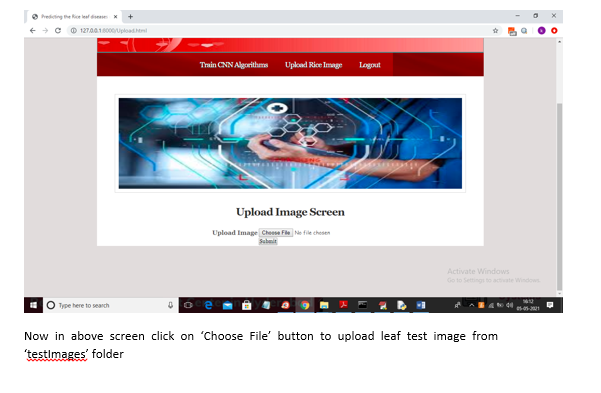 Predicting the Rice leaf diseases
127.0.0.1:8000/Upload.html
Train CNN Algorithms Upload Rice Image Logout
Upload Image Screen
Upload Image Choose File No file chosen
Submit
Activate Windows
Go to Settings to activate Windows.
Type here to search
16:12
05-05-2021
Now in above screen click on ‘Choose File’ button to upload leaf test image from
‘testImages’ folder